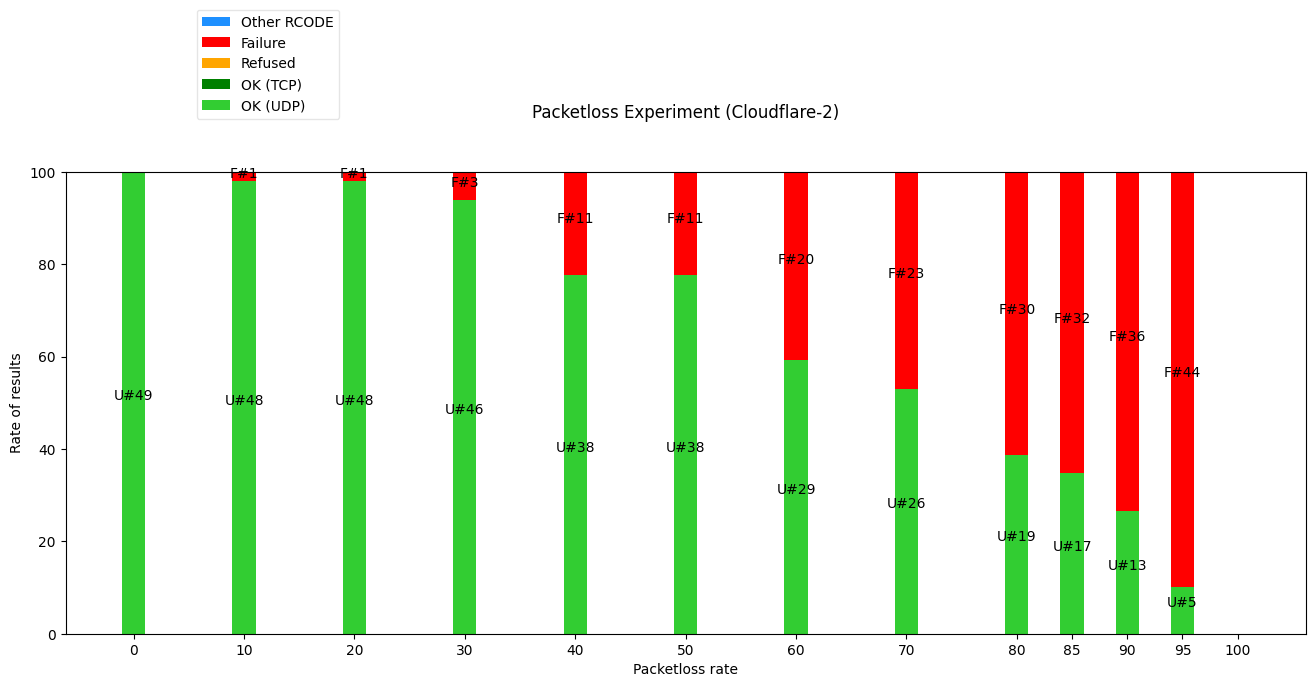 Other RCODE
Failure
Refused
OK (TCP)
OK (UDP)
Packetloss Experiment (Cloudflare-2)
100
80
60
40
20
0
Rate of results
F#1
F#1
F#3
F#11
F#11
F#20
F#23
F#30
F#32
F#36
F#44
U#49
U#48
U#48
U#46
U#38
U#38
U#29
U#26
U#19
U#17
U#13
U#5
0 10 20 30 40 50 60 70 80 85 90 95 100
Packetloss rate